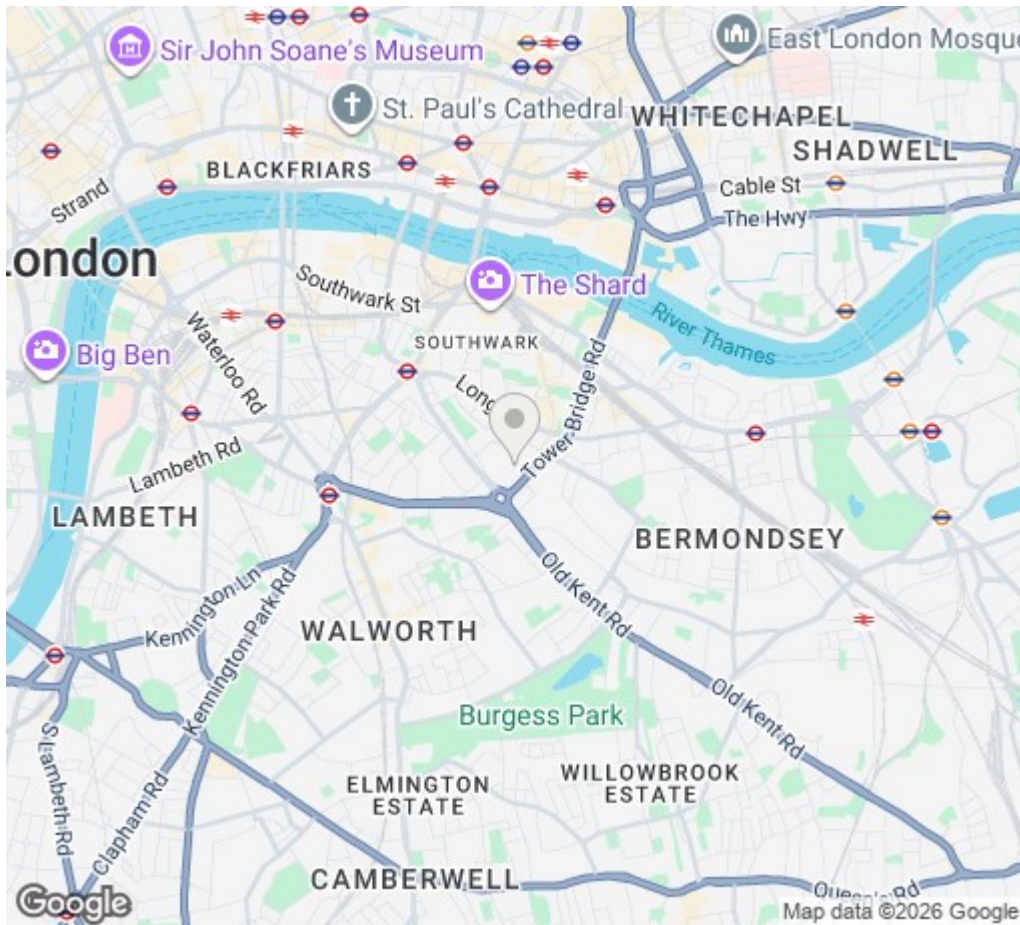 Sir John Soane's Museum
East London Mosque
St. Paul's Cathedral
WHITECHAPEL
SHADWELL
BLACKFRIARS
Cable St
Strand
The Hwy
London
Southwark St
The Shard
River Thames
Waterloo Rd
SOUTHWARK
Big Ben
Long
Tower Bridge Rd
Lambeth Rd
LAMBETH
BERMONDSEY
Old Kent Rd
Kennington Ln
Kennington Park Rd
WALWORTH
Old Kent Rd
Burgess Park
S Lambeth Rd
Clapham Rd
ELMINGTON
ESTATE
WILLOWBROOK
ESTATE
CAMBERWELL
Queen's Rd
Google
Map data ©2026 Google